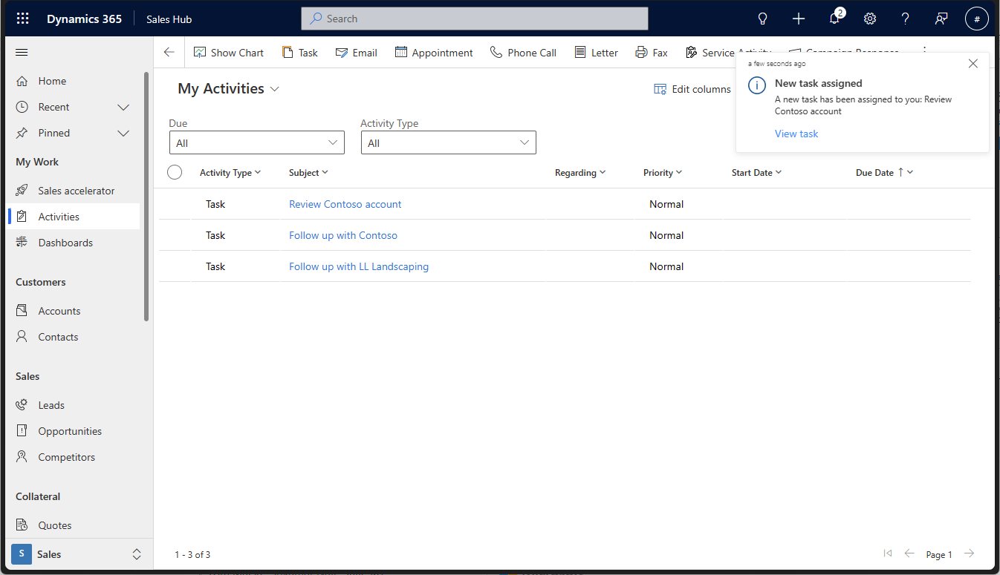 Dynamics 365
Sales Hub
Search
2
#
Show Chart
Task
Email
Appointment
Phone Call
Letter
Fax
Service Activity
Campaign Response
Home
Recent
Pinned
My Work
Sales accelerator
Activities
Dashboards
Customers
Accounts
Contacts
Sales
Leads
Opportunities
Competitors
Collateral
Quotes
S
Sales
My Activities
Edit columns
a few seconds ago
New task assigned
A new task has been assigned to you: Review
Contoso account
View task
Due
Activity Type
All
All
Activity Type
Subject
Regarding
Priority
Start Date
Due Date
Task
Review Contoso account
Normal
Task
Follow up with Contoso
Normal
Task
Follow up with LL Landscaping
Normal
1 - 3 of 3
Page 1